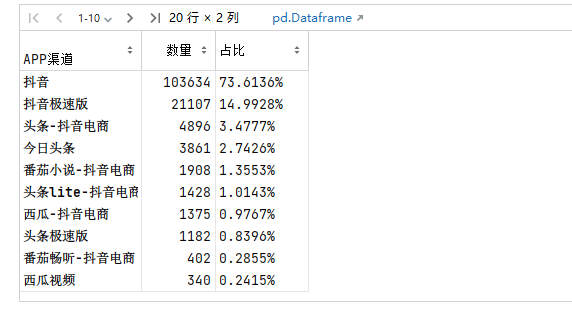 1-10 20 行 × 2 列 pd.Dataframe
APP渠道 数量 占比
抖音 103634 73.6136%
抖音极速版 21107 14.9928%
头条-抖音电商 4896 3.4777%
今日头条 3861 2.7426%
番茄小说-抖音电商 1908 1.3553%
头条lite-抖音电商 1428 1.0143%
西瓜-抖音电商 1375 0.9767%
头条极速版 1182 0.8396%
番茄畅听-抖音电商 402 0.2855%
西瓜视频 340 0.2415%